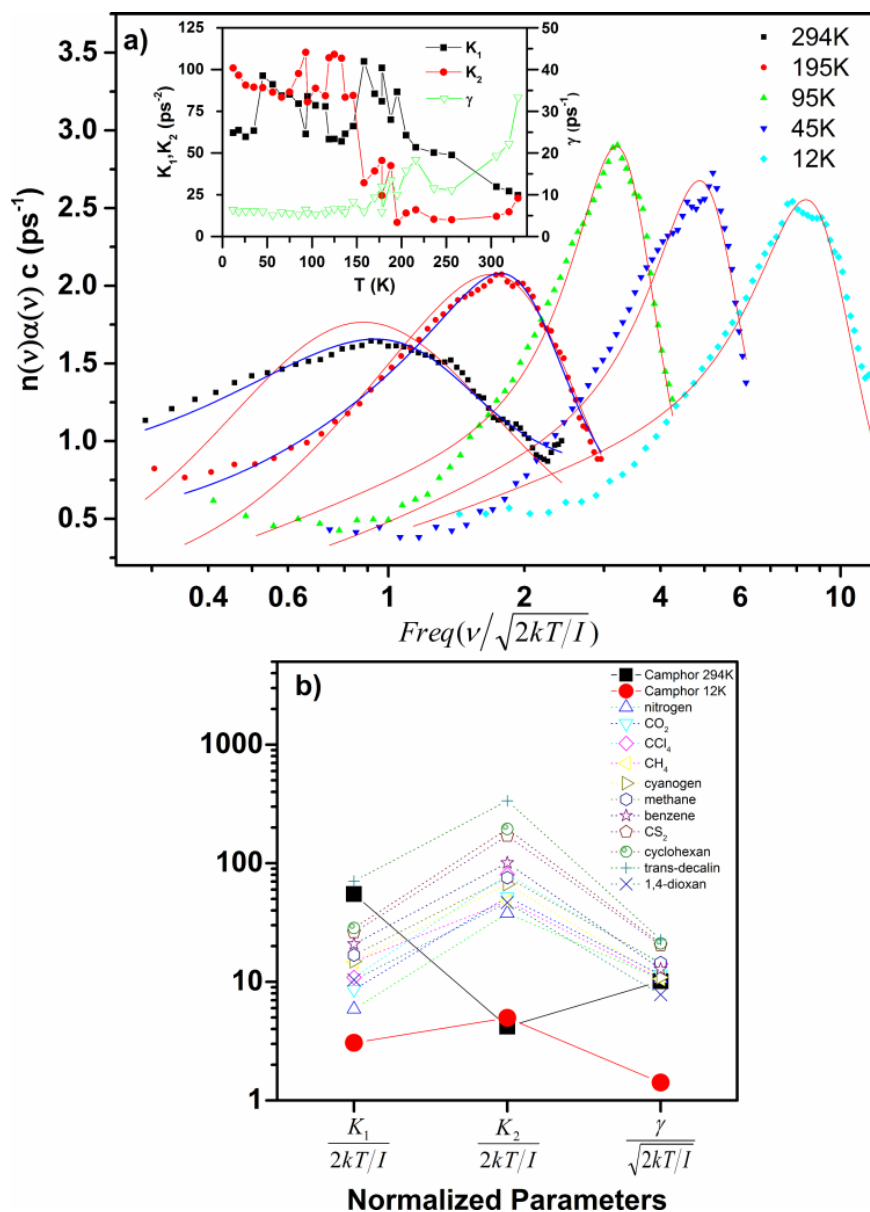 a)
3.5
3.0
2.5
2.0
1.5
1.0
0.5
n(ν)α(ν) c (ps⁻¹)
0.4
0.6
1
2
4
6
10
Freq(ν/√2kT/I)
294K
195K
95K
45K
12K
125
100
75
50
25
0
K₁,K₂ (ps⁻²)
K₁
K₂
γ
50
40
30
20
10
0
γ (ps⁻¹)
0 50 100 150 200 250 300
T (K)
b)
1000
100
10
1
Camphor 294K
Camphor 12K
nitrogen
CO₂
CCl₄
CH₄
cyanogen
methane
benzene
CS₂
cyclohexan
trans-decalin
1,4-dioxan
K₁
2kT/I
K₂
2kT/I
γ
√2kT/I
Normalized Parameters